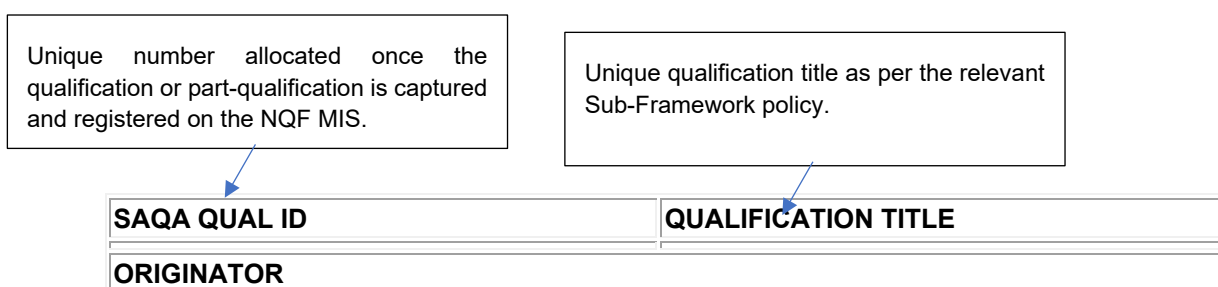 Unique number allocated once the
qualification or part-qualification is captured
and registered on the NQF MIS.
Unique qualification title as per the relevant
Sub-Framework policy.
SAQA QUAL ID
QUALIFICATION TITLE
ORIGINATOR